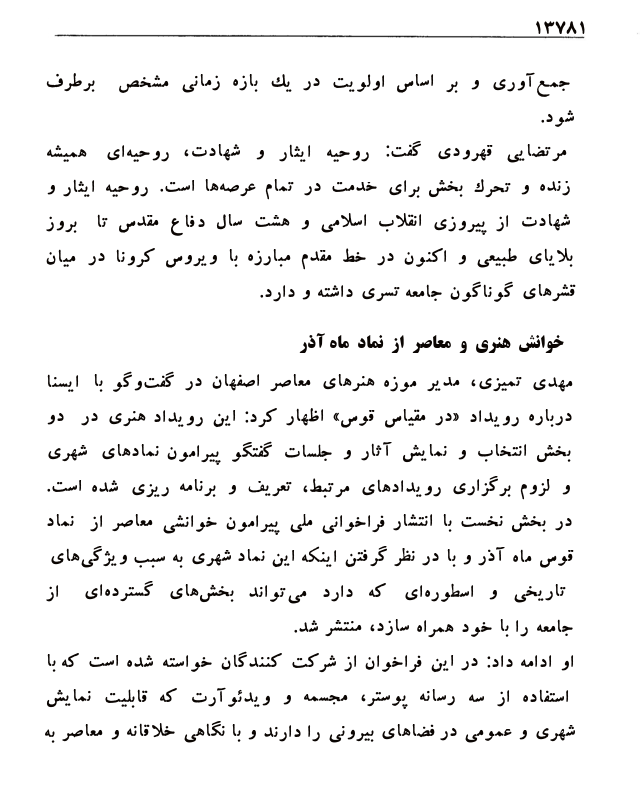 ۱۳۷۸۱
جمع‌آوری و بر اساس اولویت در یك بازه زمانی مشخص برطرف
شود.
مرتضایی قهرودی گفت: روحیه ایثار و شهادت، روحیه‌ای همیشه
زنده و تحرك بخش برای خدمت در تمام عرصه‌ها است. روحیه ایثار و
شهادت از پیروزی انقلاب اسلامی و هشت سال دفاع مقدس تا بروز
بلایای طبیعی و اکنون در خط مقدم مبارزه با ویروس کرونا در میان
قشرهای گوناگون جامعه تسری داشته و دارد.
خوانش هنری و معاصر از نماد ماه آذر
مهدی تمیزی، مدیر موزه هنرهای معاصر اصفهان در گفت‌وگو با ایسنا
درباره رویداد «در مقیاس قوس» اظهار کرد: این رویداد هنری در دو
بخش انتخاب و نمایش آثار و جلسات گفتگو پیرامون نمادهای شهری
و لزوم برگزاری رویدادهای مرتبط، تعریف و برنامه ریزی شده است.
در بخش نخست با انتشار فراخوانی ملی پیرامون خوانشی معاصر از نماد
قوس ماه آذر و با در نظر گرفتن اینکه این نماد شهری به سبب ویژگی‌های
تاریخی و اسطوره‌ای که دارد می‌تواند بخش‌های گسترده‌ای از
جامعه را با خود همراه سازد، منتشر شد.
او ادامه داد: در این فراخوان از شرکت کنندگان خواسته شده است که با
استفاده از سه رسانه پوستر، مجسمه و ویدئوآرت که قابلیت نمایش
شهری و عمومی در فضاهای بیرونی را دارند و با نگاهی خلاقانه و معاصر به